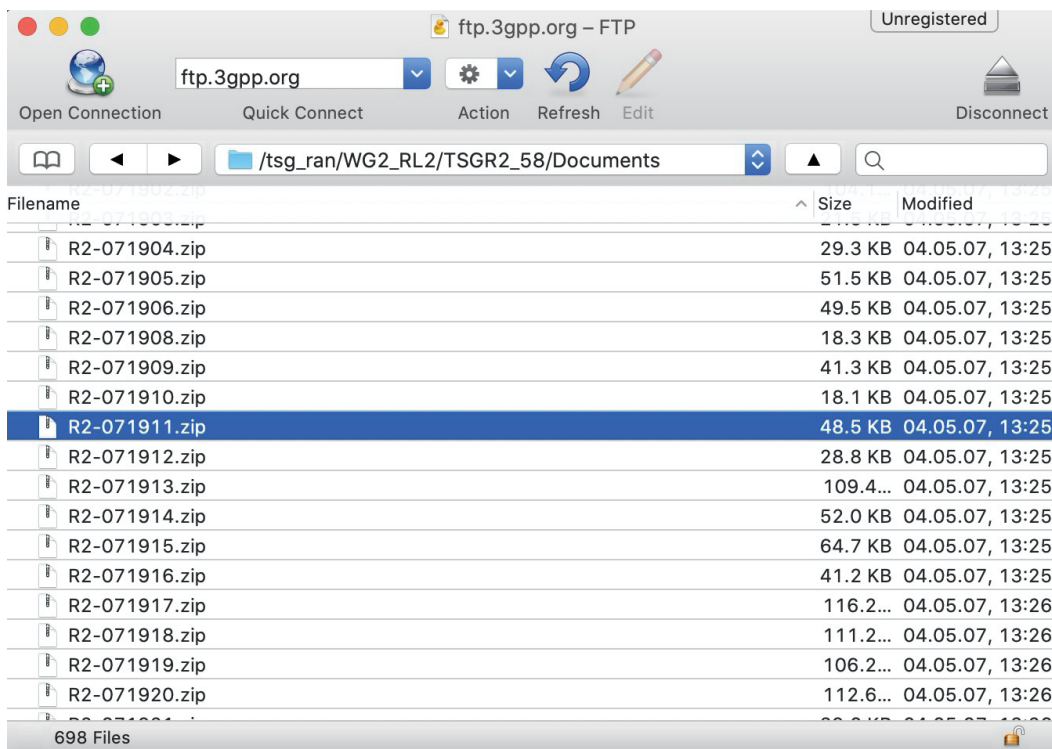 ftp.3gpp.org – FTP
Unregistered
ftp.3gpp.org
Open Connection Quick Connect Action Refresh Edit Disconnect
/tsg_ran/WG2_RL2/TSGR2_58/Documents
Filename Size Modified
R2-071904.zip 29.3 KB 04.05.07, 13:25
R2-071905.zip 51.5 KB 04.05.07, 13:25
R2-071906.zip 49.5 KB 04.05.07, 13:25
R2-071908.zip 18.3 KB 04.05.07, 13:25
R2-071909.zip 41.3 KB 04.05.07, 13:25
R2-071910.zip 18.1 KB 04.05.07, 13:25
R2-071911.zip 48.5 KB 04.05.07, 13:25
R2-071912.zip 28.8 KB 04.05.07, 13:25
R2-071913.zip 109.4... 04.05.07, 13:25
R2-071914.zip 52.0 KB 04.05.07, 13:25
R2-071915.zip 64.7 KB 04.05.07, 13:25
R2-071916.zip 41.2 KB 04.05.07, 13:25
R2-071917.zip 116.2... 04.05.07, 13:26
R2-071918.zip 111.2... 04.05.07, 13:26
R2-071919.zip 106.2... 04.05.07, 13:26
R2-071920.zip 112.6... 04.05.07, 13:26
698 Files